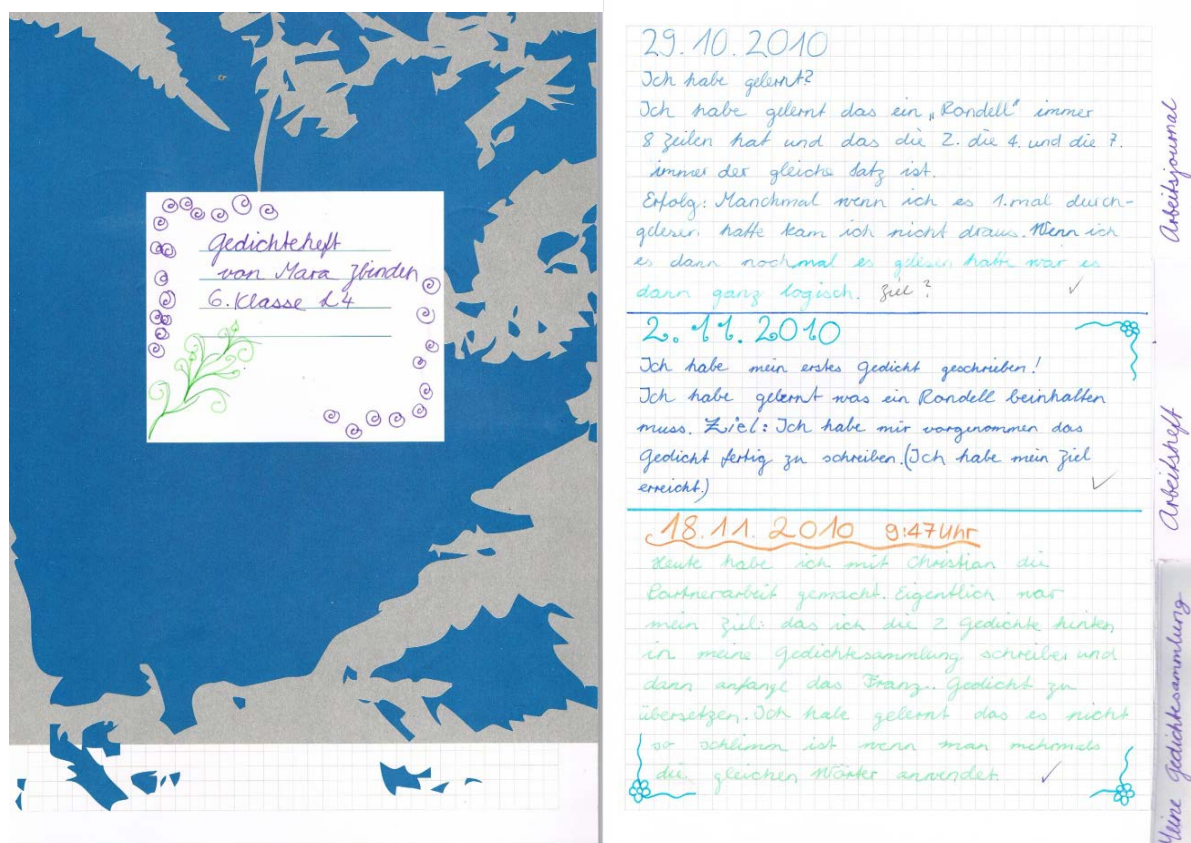 Gedichteheft
von Mara Zbinden
6. Klasse L4
29.10.2010
Ich habe gelernt?
Ich habe gelernt das ein „Rondell“ immer
8 Zeilen hat und das die 2. die 4. und die 7.
immer der gleiche Satz ist.
Erfolg: Manchmal wenn ich es 1.mal durch-
gelesen hatte kam ich nicht draus. Wenn ich
es dann nochmal es gelesen hatte war es
dann ganz logisch. Ziel?
2.11.2010
Ich habe mein erstes Gedicht geschrieben!
Ich habe gelernt was ein Rondell beinhalten
muss. Ziel: Ich habe mir vorgenommen das
Gedicht fertig zu schreiben. (Ich habe mein Ziel
erreicht.)
18.11.2010 9:47 Uhr
Heute habe ich mit Christian die
Partnerarbeit gemacht. Eigentlich war
mein Ziel: das ich die 2 Gedichte hinten
in meine Gedichtesammlung schreibe und
dann anfange das Franz.. Gedicht zu
übersetzen. Ich habe gelernt das es nicht
so schlimm ist wenn man mehrmals
die gleichen Wörter anwendet.
Arbeitsjournal
Arbeitsheft
Meine Gedichtesammlung